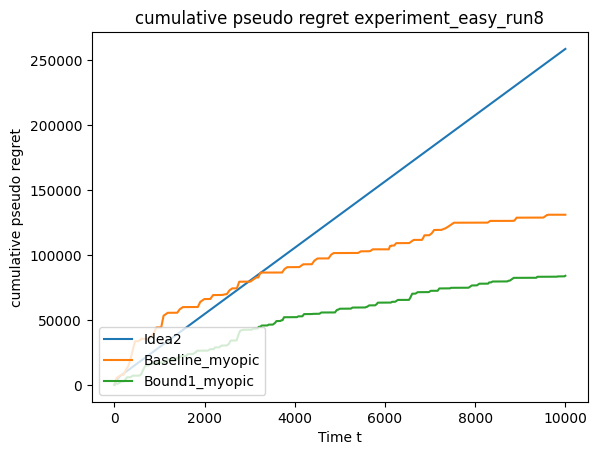 cumulative pseudo regret experiment_easy_run8
cumulative pseudo regret
250000
200000
150000
100000
50000
0
Idea2
Baseline_myopic
Bound1_myopic
0 2000 4000 6000 8000 10000
Time t